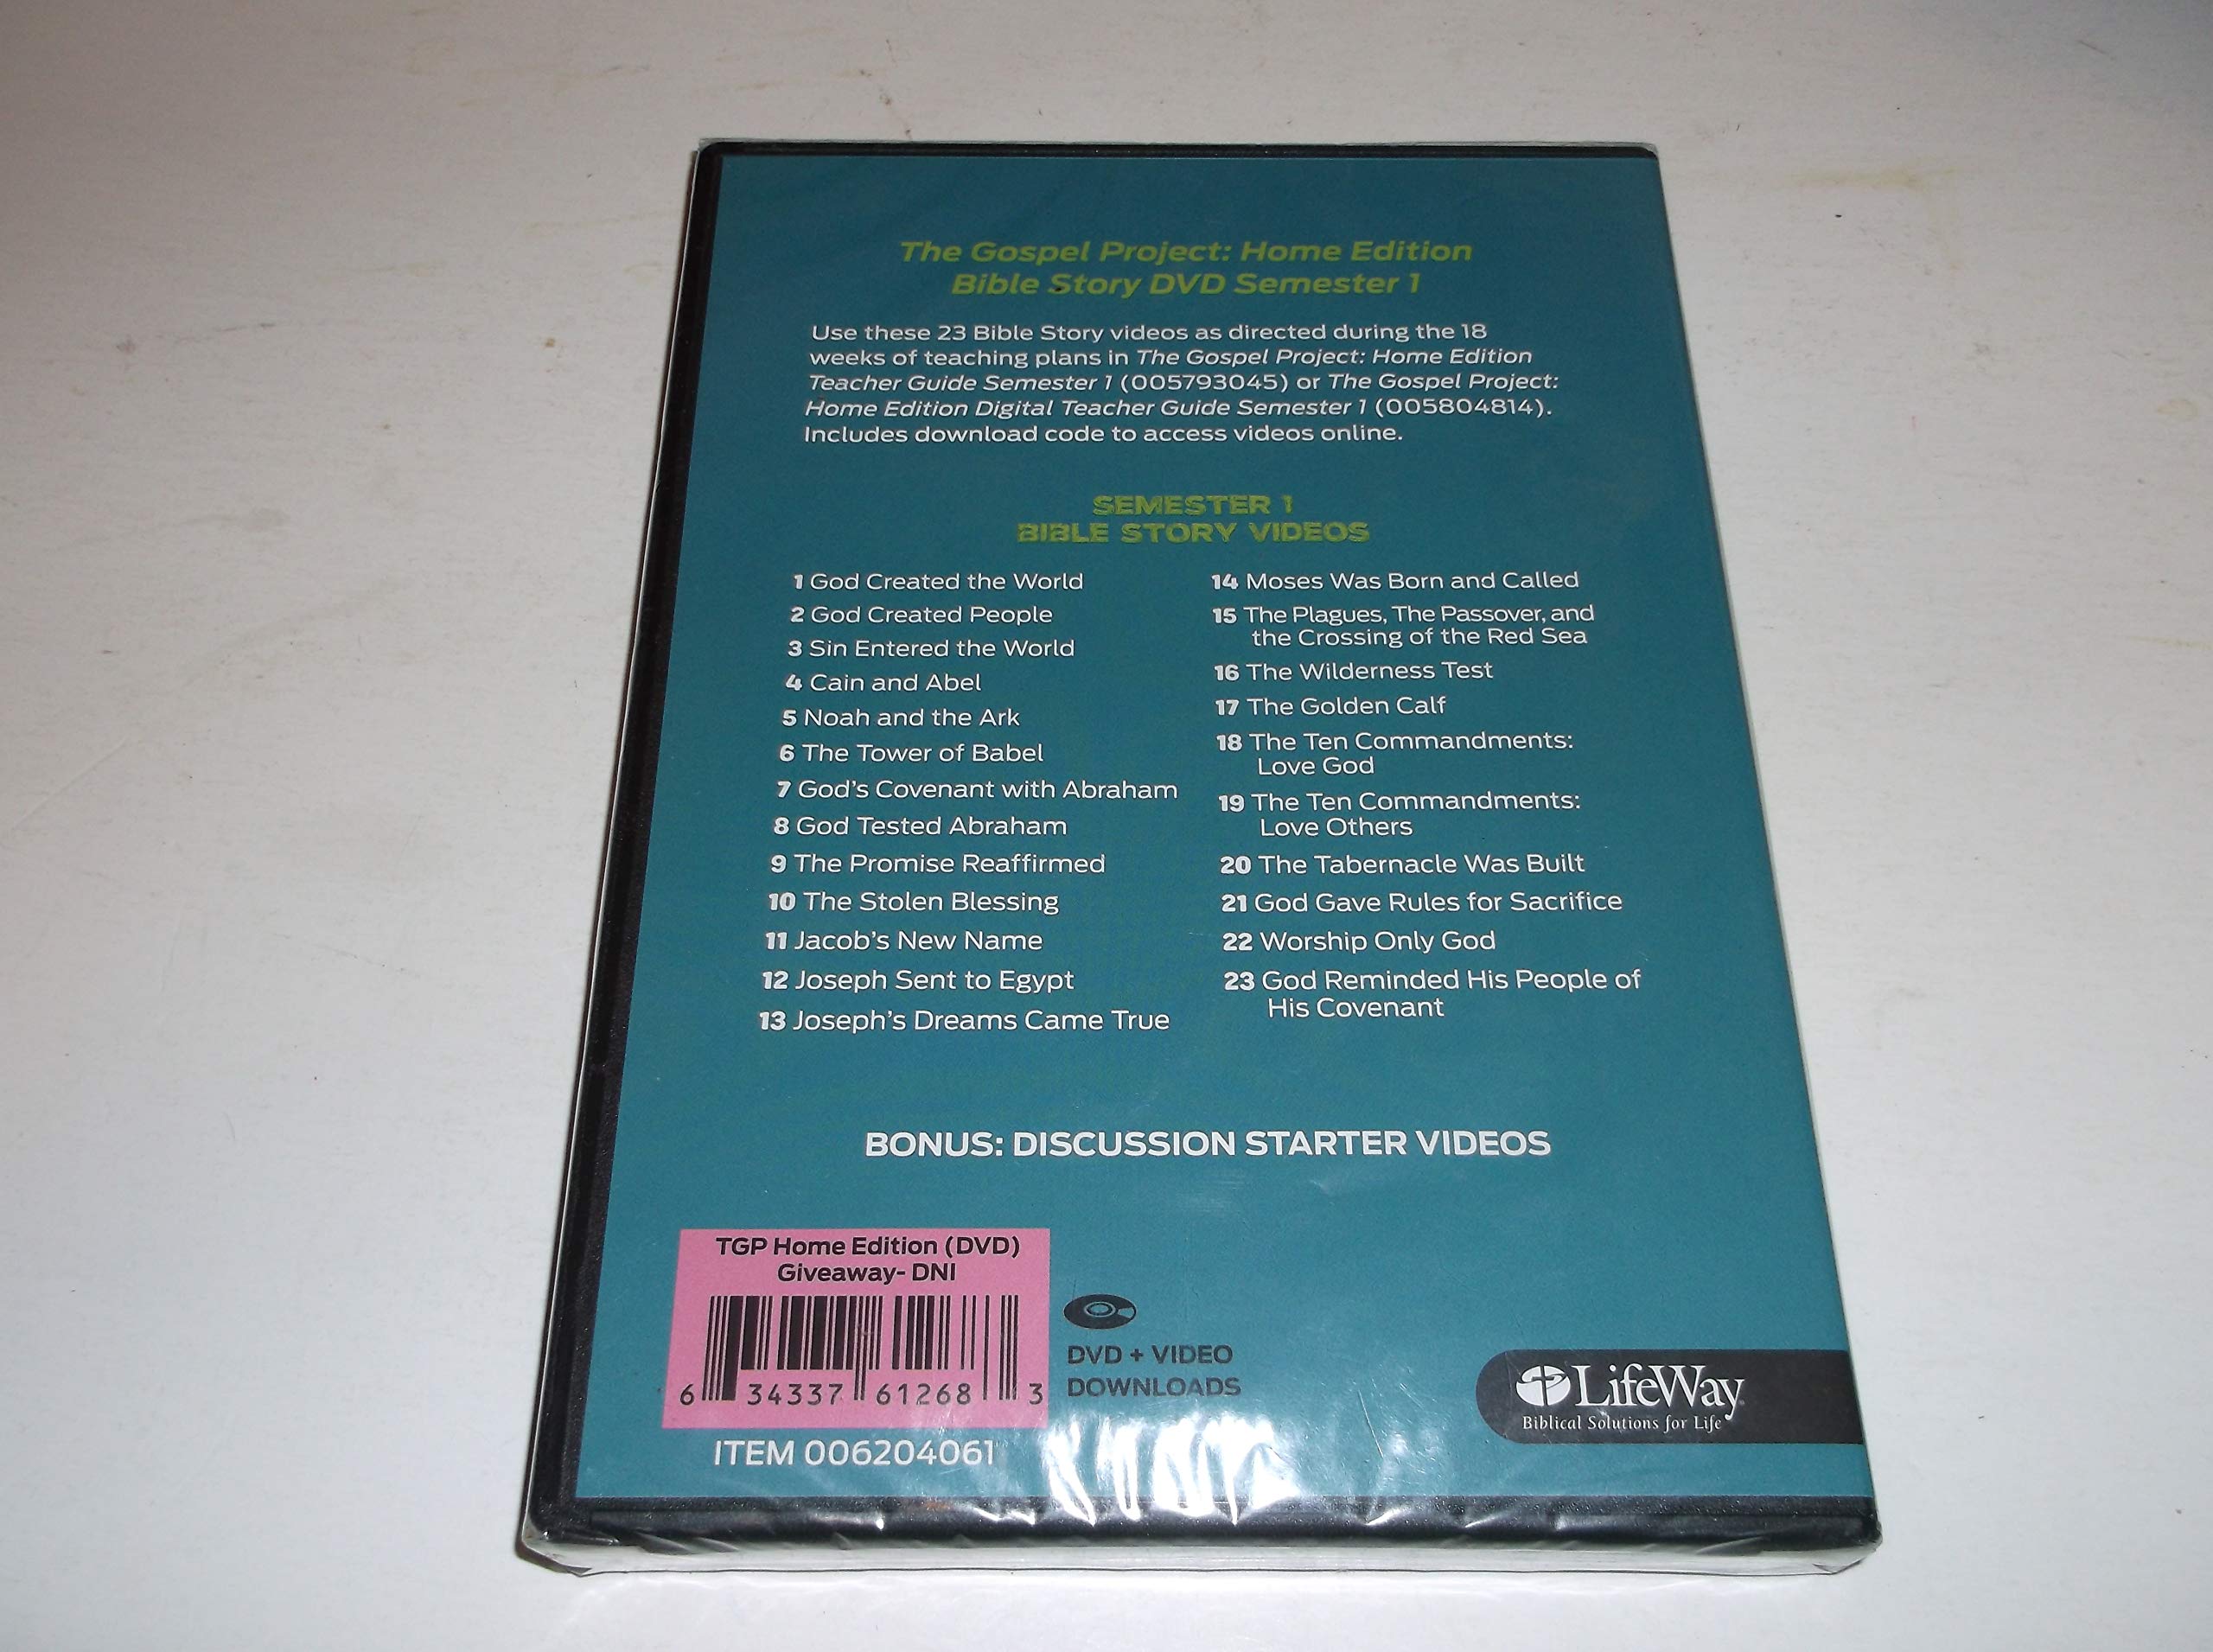 The Gospel Project: Home Edition
Bible Story DVD Semester 1
Use these 23 Bible Story videos as directed during the 18
weeks of teaching plans in The Gospel Project: Home Edition
Teacher Guide Semester 1 (005793045) or The Gospel Project:
Home Edition Digital Teacher Guide Semester 1 (005804814).
Includes download code to access videos online.
SEMESTER 1
BIBLE STORY VIDEOS
1 God Created the World
2 God Created People
3 Sin Entered the World
4 Cain and Abel
5 Noah and the Ark
6 The Tower of Babel
7 God's Covenant with Abraham
8 God Tested Abraham
9 The Promise Reaffirmed
10 The Stolen Blessing
11 Jacob's New Name
12 Joseph Sent to Egypt
13 Joseph's Dreams Came True
14 Moses Was Born and Called
15 The Plagues, The Passover, and
the Crossing of the Red Sea
16 The Wilderness Test
17 The Golden Calf
18 The Ten Commandments:
Love God
19 The Ten Commandments:
Love Others
20 The Tabernacle Was Built
21 God Gave Rules for Sacrifice
22 Worship Only God
23 God Reminded His People of
His Covenant
BONUS: DISCUSSION STARTER VIDEOS
TGP Home Edition (DVD)
Giveaway- DNI
6 34337 61268 3
ITEM 006204061
DVD + VIDEO
DOWNLOADS
LifeWay
Biblical Solutions for Life